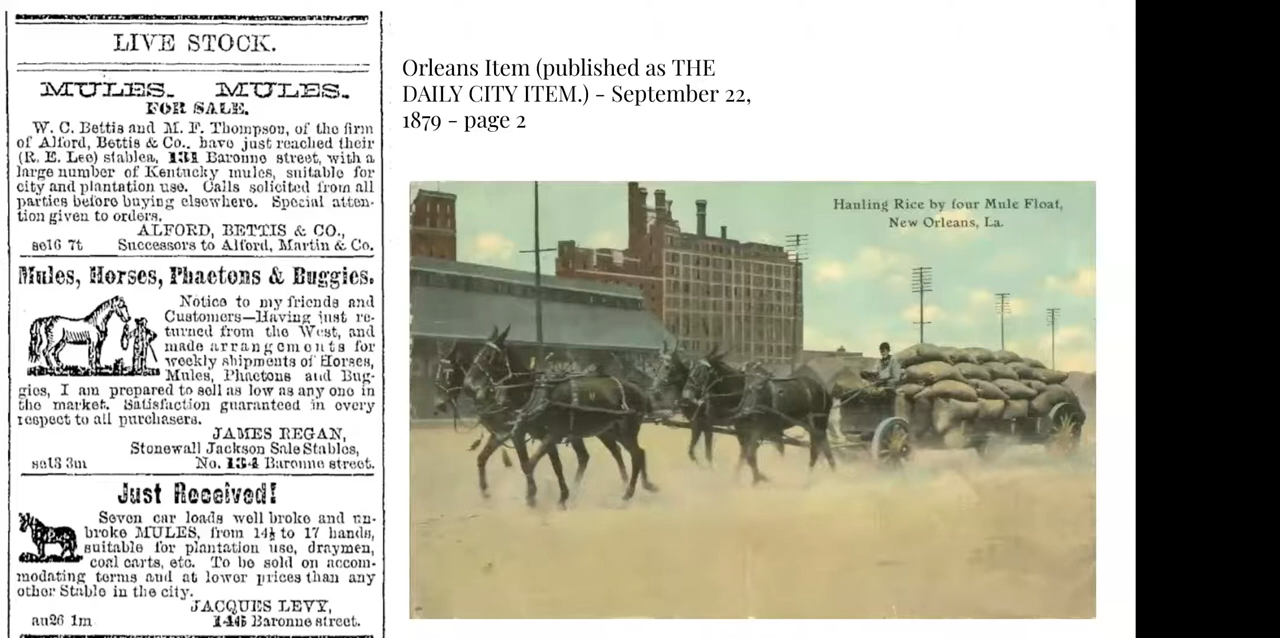 LIVE STOCK.
MULES. MULES.
FOR SALE.
W. C. Bettis and M. F. Thompson, of the firm
of Alford, Bettis & Co., have just reached their
(R. E. Lee) stables, 131 Baronne street, with a
large number of Kentucky mules, suitable for
city and plantation use. Calls solicited from all
parties before buying elsewhere. Special atten-
tion given to orders.
ALFORD, BETTIS & CO.,
se16 7t Successors to Alford, Martin & Co.
Mules, Horses, Phaetons & Buggies.
Notice to my friends and
Customers—Having just re-
turned from the West, and
made arrangements for
weekly shipments of Horses,
Mules, Phaetons and Bug-
gies, I am prepared to sell as low as any one in
the market. Satisfaction guaranteed in every
respect to all purchasers.
JAMES REGAN,
Stonewall Jackson Sale Stables,
se13 3m No. 134 Baronne street.
Just Received!
Seven car loads well broke and un-
broke MULES, from 14½ to 17 hands,
suitable for plantation use, draymen,
coal carts, etc. To be sold on accom-
modating terms and at lower prices than any
other Stable in the city.
JACQUES LEVY,
au26 1m 145 Baronne street.
Orleans Item (published as THE
DAILY CITY ITEM.) - September 22,
1879 - page 2
Hauling Rice by four Mule Float,
New Orleans, La.